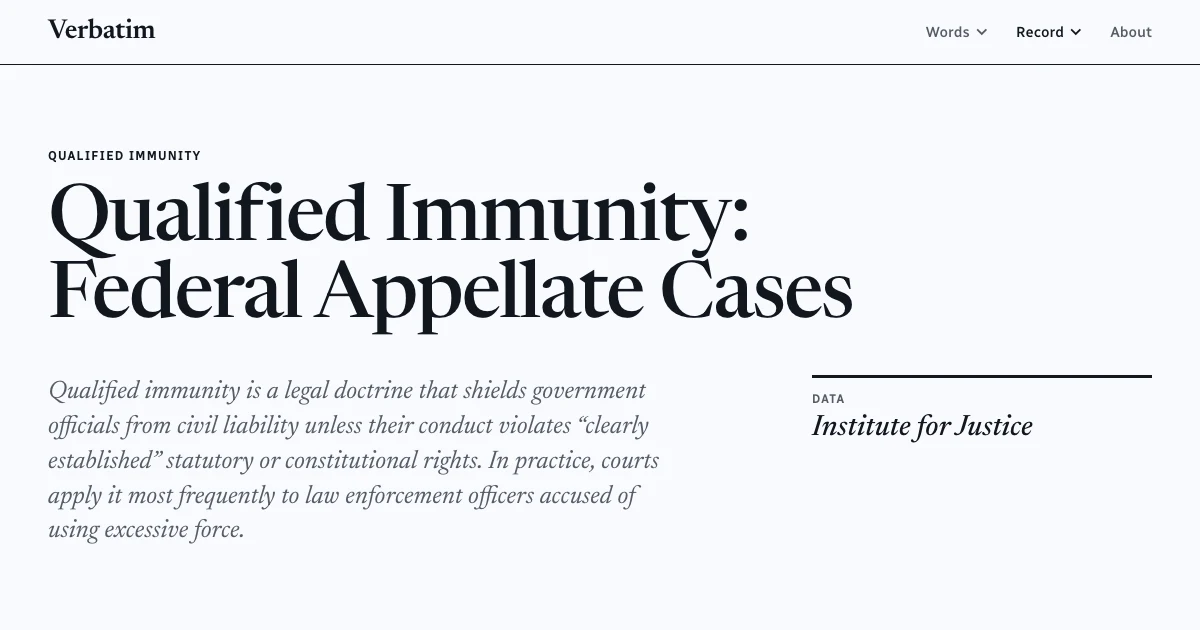 Verbatim
Words
Record
About
QUALIFIED IMMUNITY
Qualified Immunity:
Federal Appellate Cases
Qualified immunity is a legal doctrine that shields government
officials from civil liability unless their conduct violates “clearly
established” statutory or constitutional rights. In practice, courts
apply it most frequently to law enforcement officers accused of
using excessive force.
DATA
Institute for Justice